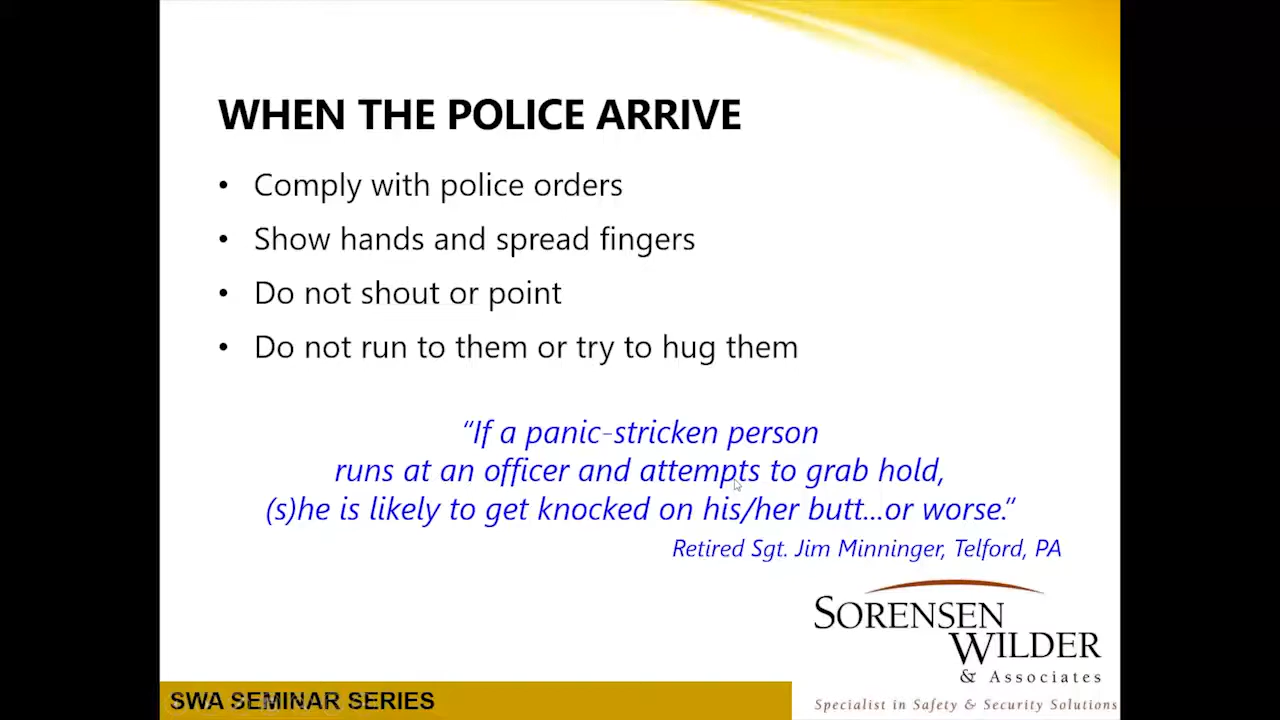 WHEN THE POLICE ARRIVE
• Comply with police orders
• Show hands and spread fingers
• Do not shout or point
• Do not run to them or try to hug them
“If a panic-stricken person
runs at an officer and attempts to grab hold,
(s)he is likely to get knocked on his/her butt...or worse.”
Retired Sgt. Jim Minninger, Telford, PA
SORENSEN
WILDER
& Associates
SWA SEMINAR SERIES
Specialist in Safety & Security Solutions